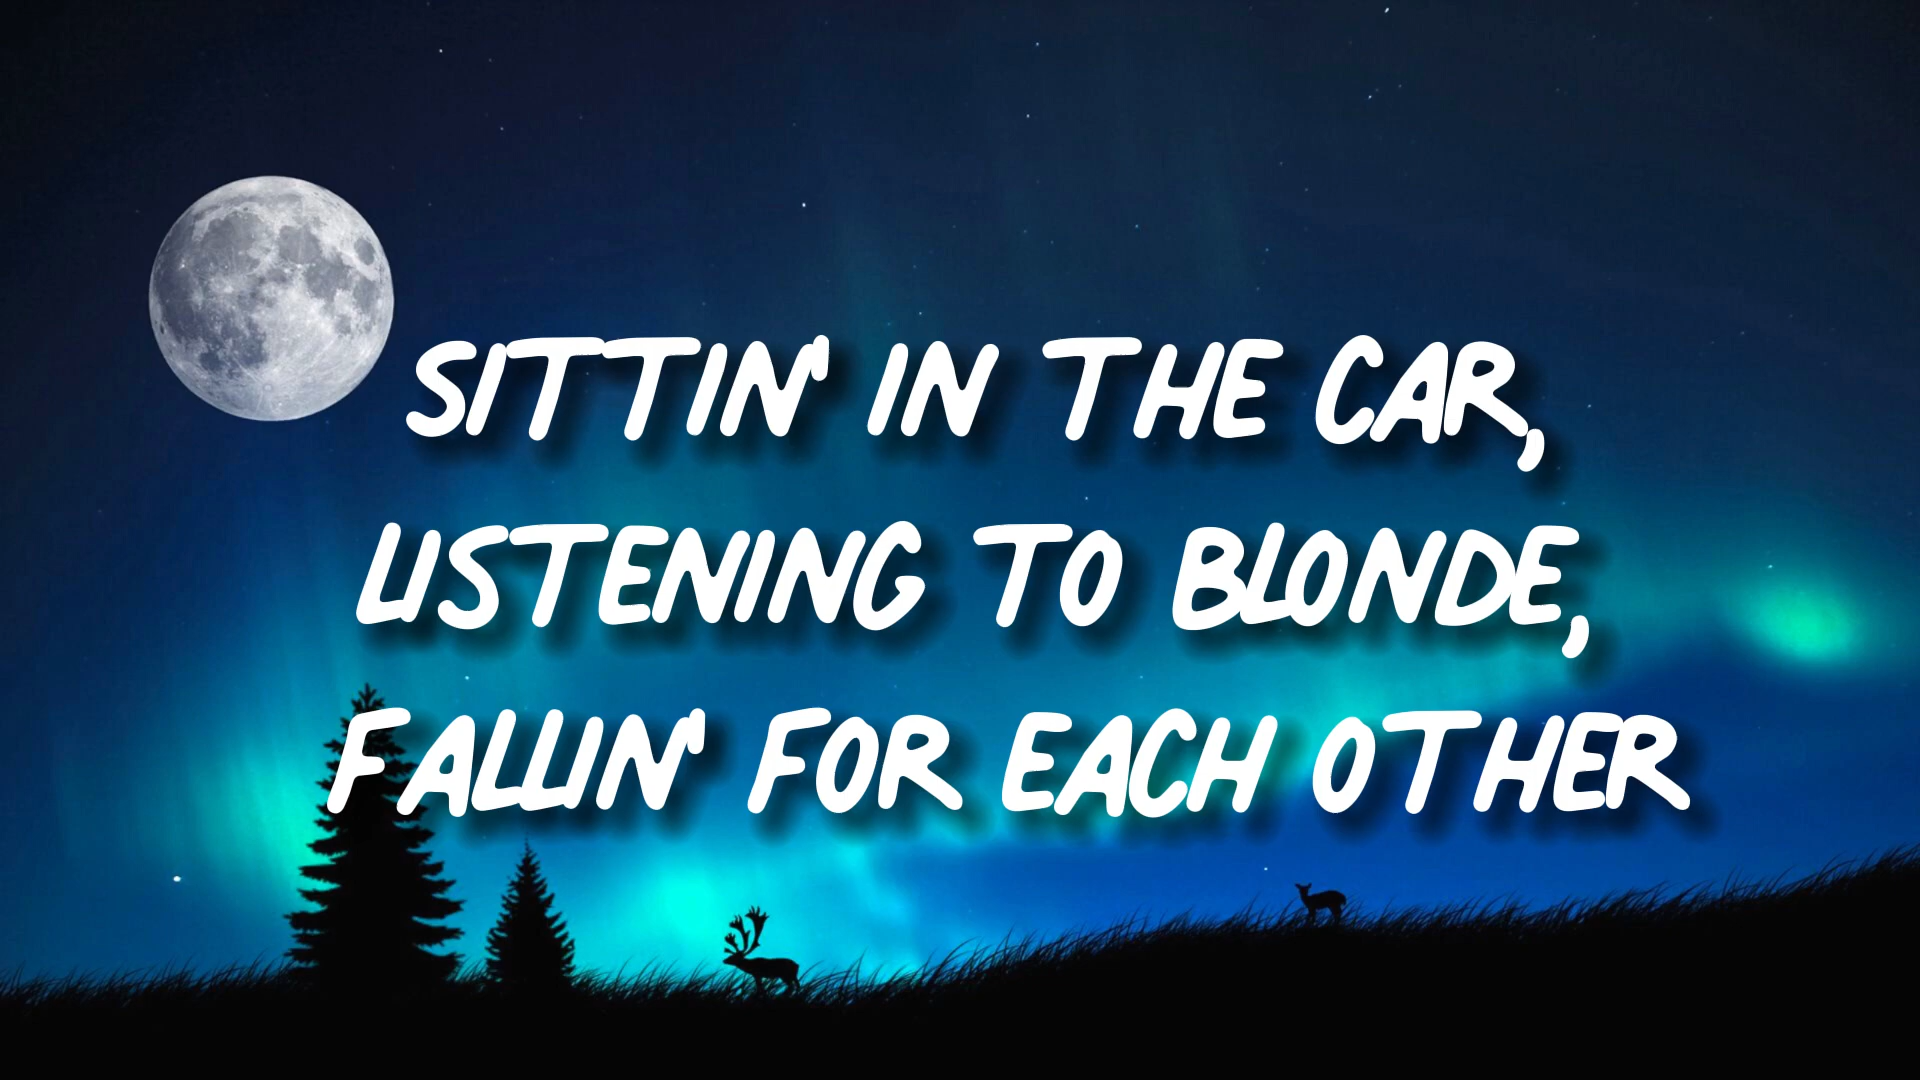 SITTIN' IN THE CAR,
LISTENING TO BLONDE,
FALLIN' FOR EACH OTHER